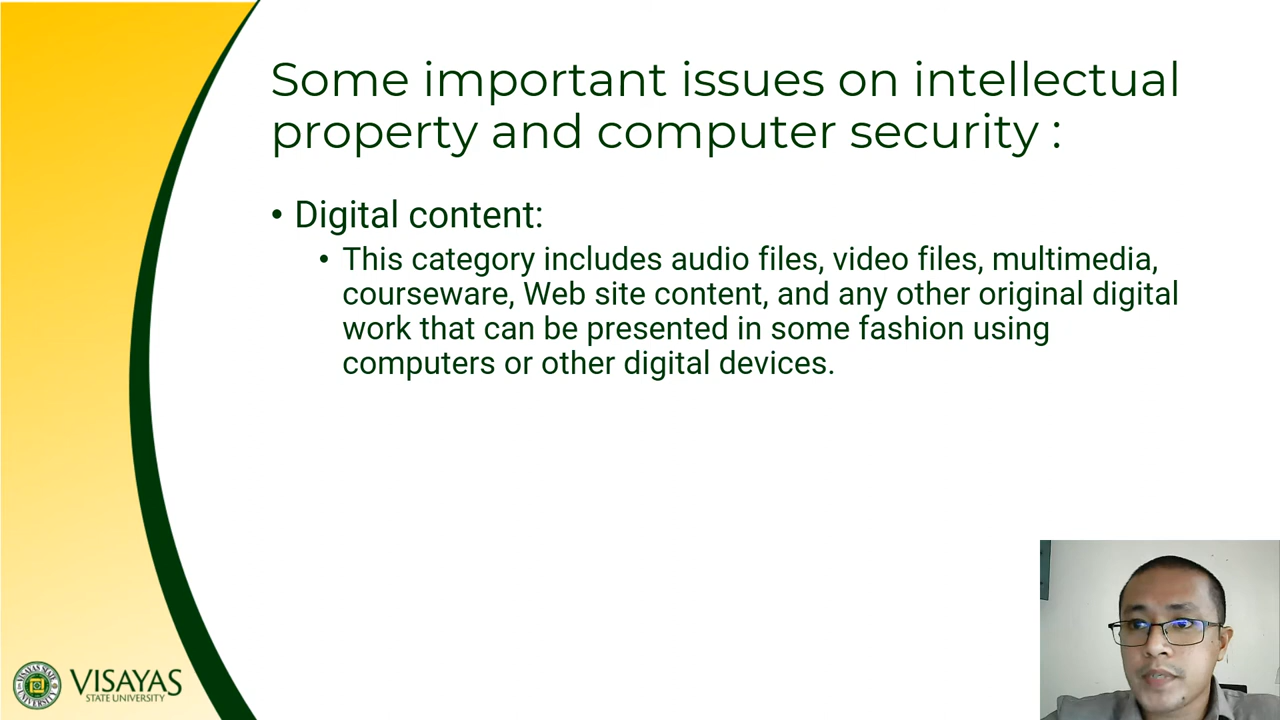 Some important issues on intellectual
property and computer security :
• Digital content:
• This category includes audio files, video files, multimedia,
courseware, Web site content, and any other original digital
work that can be presented in some fashion using
computers or other digital devices.
VISAYAS
STATE UNIVERSITY